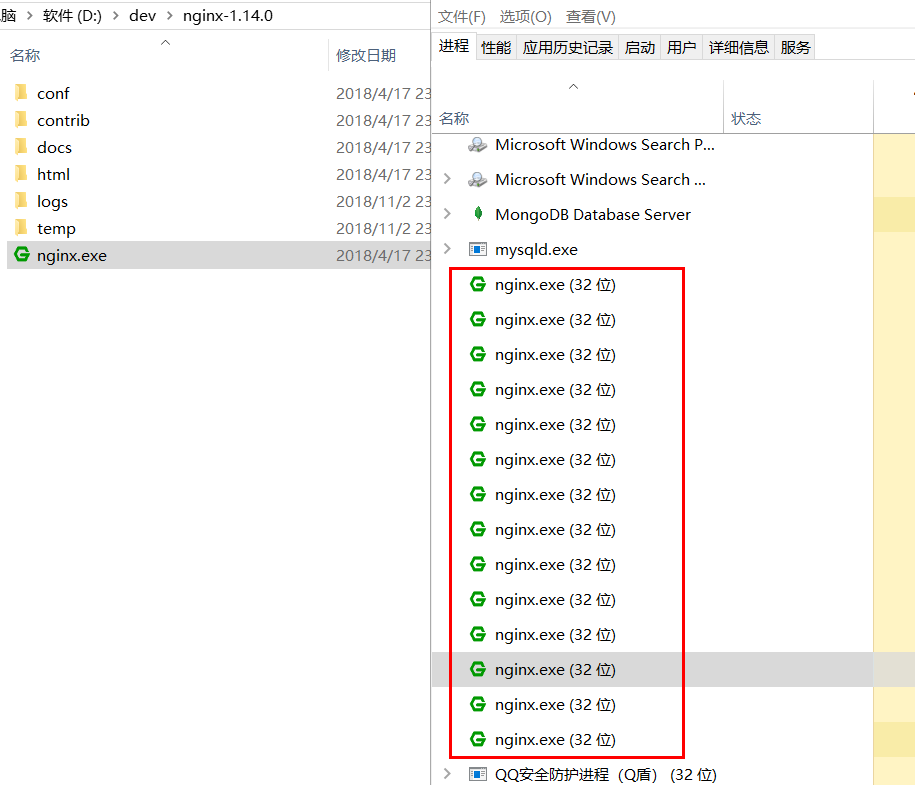 脑 > 软件 (D:) > dev > nginx-1.14.0
名称 修改日期
conf 2018/4/17 23
contrib 2018/4/17 23
docs 2018/4/17 23
html 2018/4/17 23
logs 2018/11/2 23
temp 2018/11/2 23
nginx.exe 2018/4/17 23
文件(F) 选项(O) 查看(V)
进程 性能 应用历史记录 启动 用户 详细信息 服务
名称 状态
Microsoft Windows Search P...
Microsoft Windows Search ...
MongoDB Database Server
mysqld.exe
nginx.exe (32 位)
nginx.exe (32 位)
nginx.exe (32 位)
nginx.exe (32 位)
nginx.exe (32 位)
nginx.exe (32 位)
nginx.exe (32 位)
nginx.exe (32 位)
nginx.exe (32 位)
nginx.exe (32 位)
nginx.exe (32 位)
nginx.exe (32 位)
nginx.exe (32 位)
nginx.exe (32 位)
QQ安全防护进程（Q盾） (32 位)